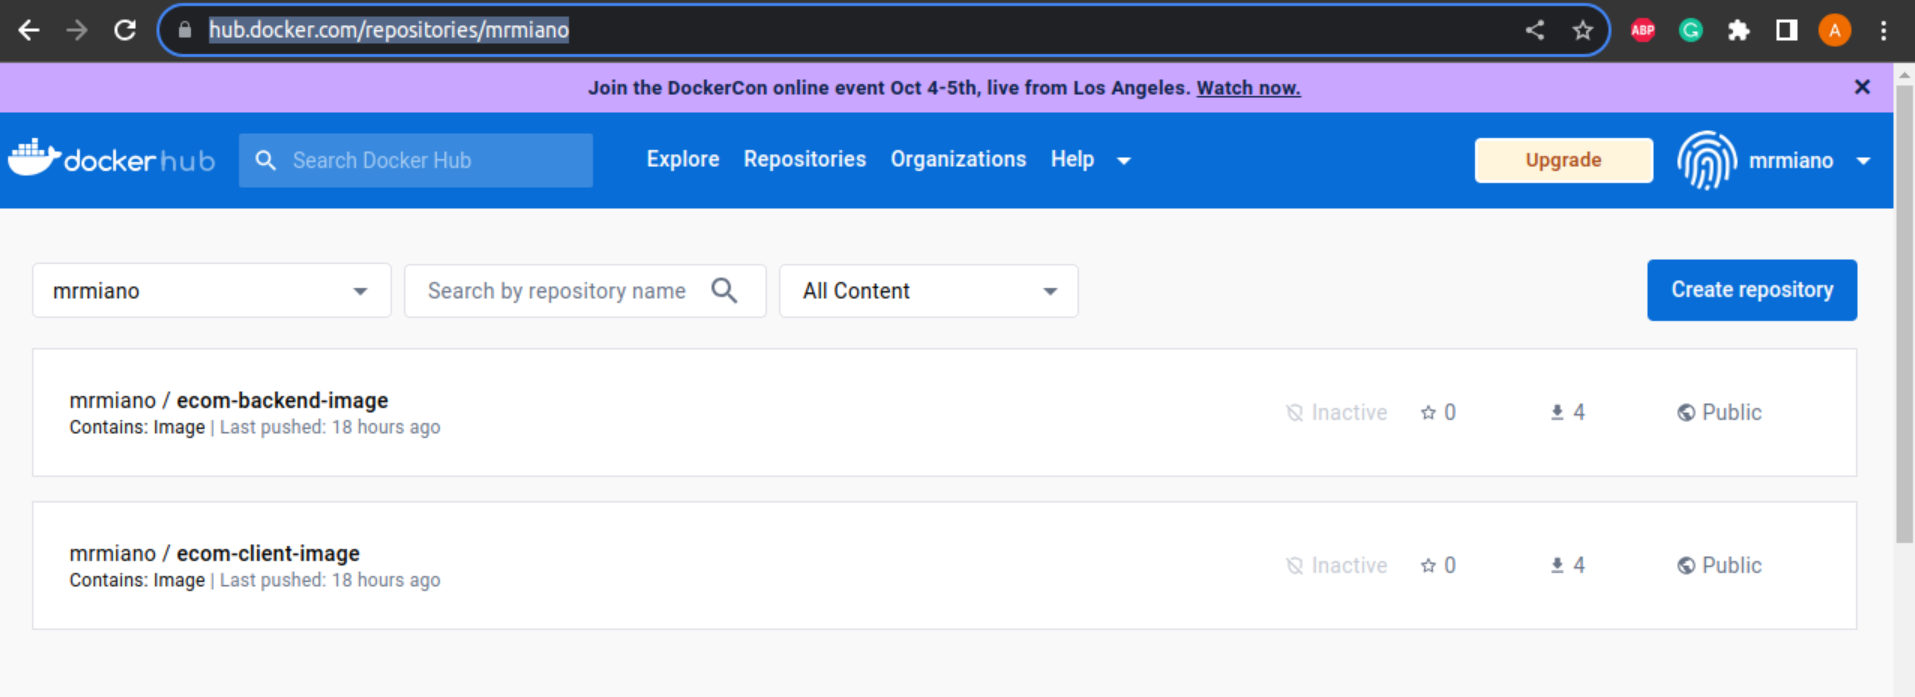 hub.docker.com/repositories/mrmiano
ABP
G
A
Join the DockerCon online event Oct 4-5th, live from Los Angeles. Watch now.
dockerhub
Search Docker Hub
Explore Repositories Organizations Help
Upgrade
mrmiano
mrmiano
Search by repository name
All Content
Create repository
mrmiano / ecom-backend-image
Contains: Image | Last pushed: 18 hours ago
Inactive 0 4 Public
mrmiano / ecom-client-image
Contains: Image | Last pushed: 18 hours ago
Inactive 0 4 Public